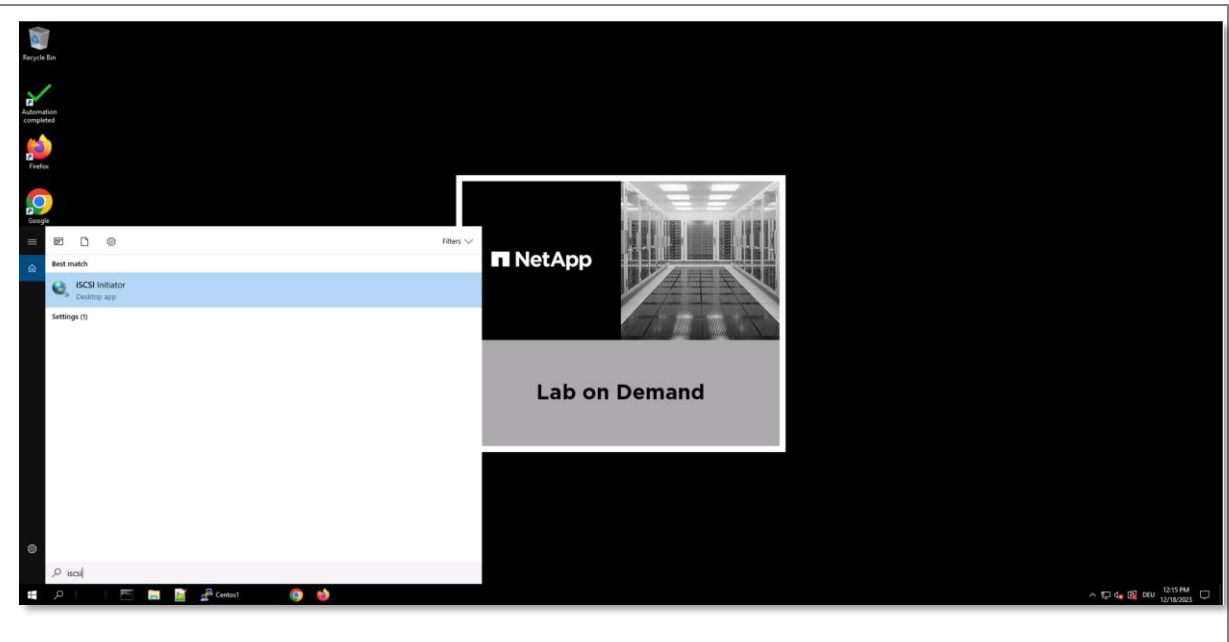 Recycle Bin
Automation
completed
Firefox
Google
Filters
Best match
iSCSI Initiator
Desktop app
Settings (1)
iscsi
NetApp
Lab on Demand
Centos1
DEU
12:15 PM
12/18/2023